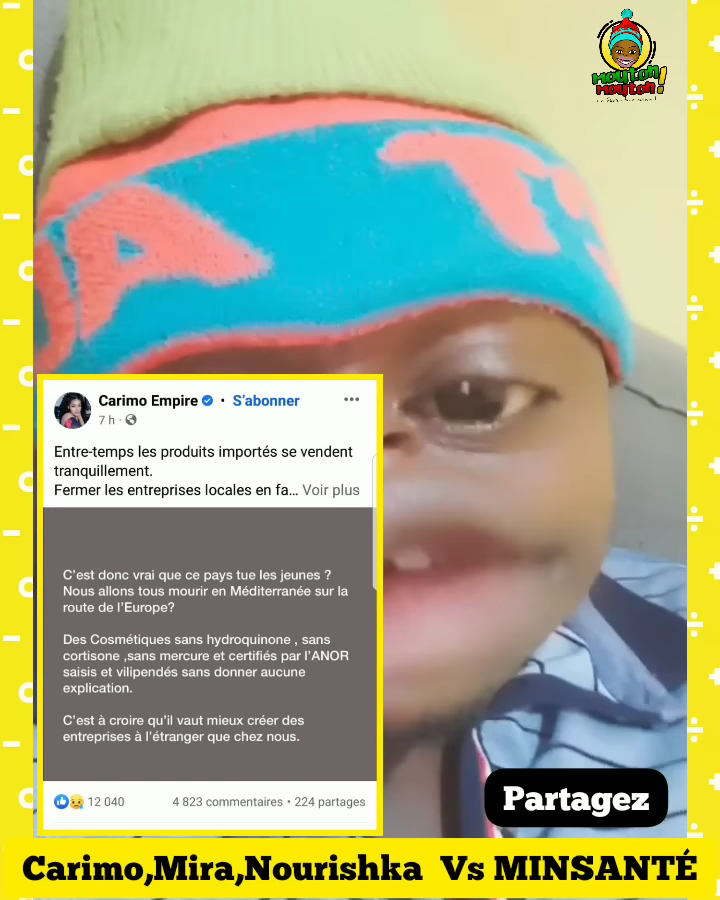 Mouton
Mouton!
Carimo Empire • S'abonner
7 h ·
Entre-temps les produits importés se vendent
tranquillement.
Fermer les entreprises locales en fa... Voir plus
C'est donc vrai que ce pays tue les jeunes ?
Nous allons tous mourir en Méditerranée sur la
route de l'Europe?
Des Cosmétiques sans hydroquinone , sans
cortisone ,sans mercure et certifiés par l'ANOR
saisis et vilipendés sans donner aucune
explication.
C'est à croire qu'il vaut mieux créer des
entreprises à l'étranger que chez nous.
12 040 4 823 commentaires • 224 partages
Partagez
Carimo,Mira,Nourishka Vs MINSANTÉ